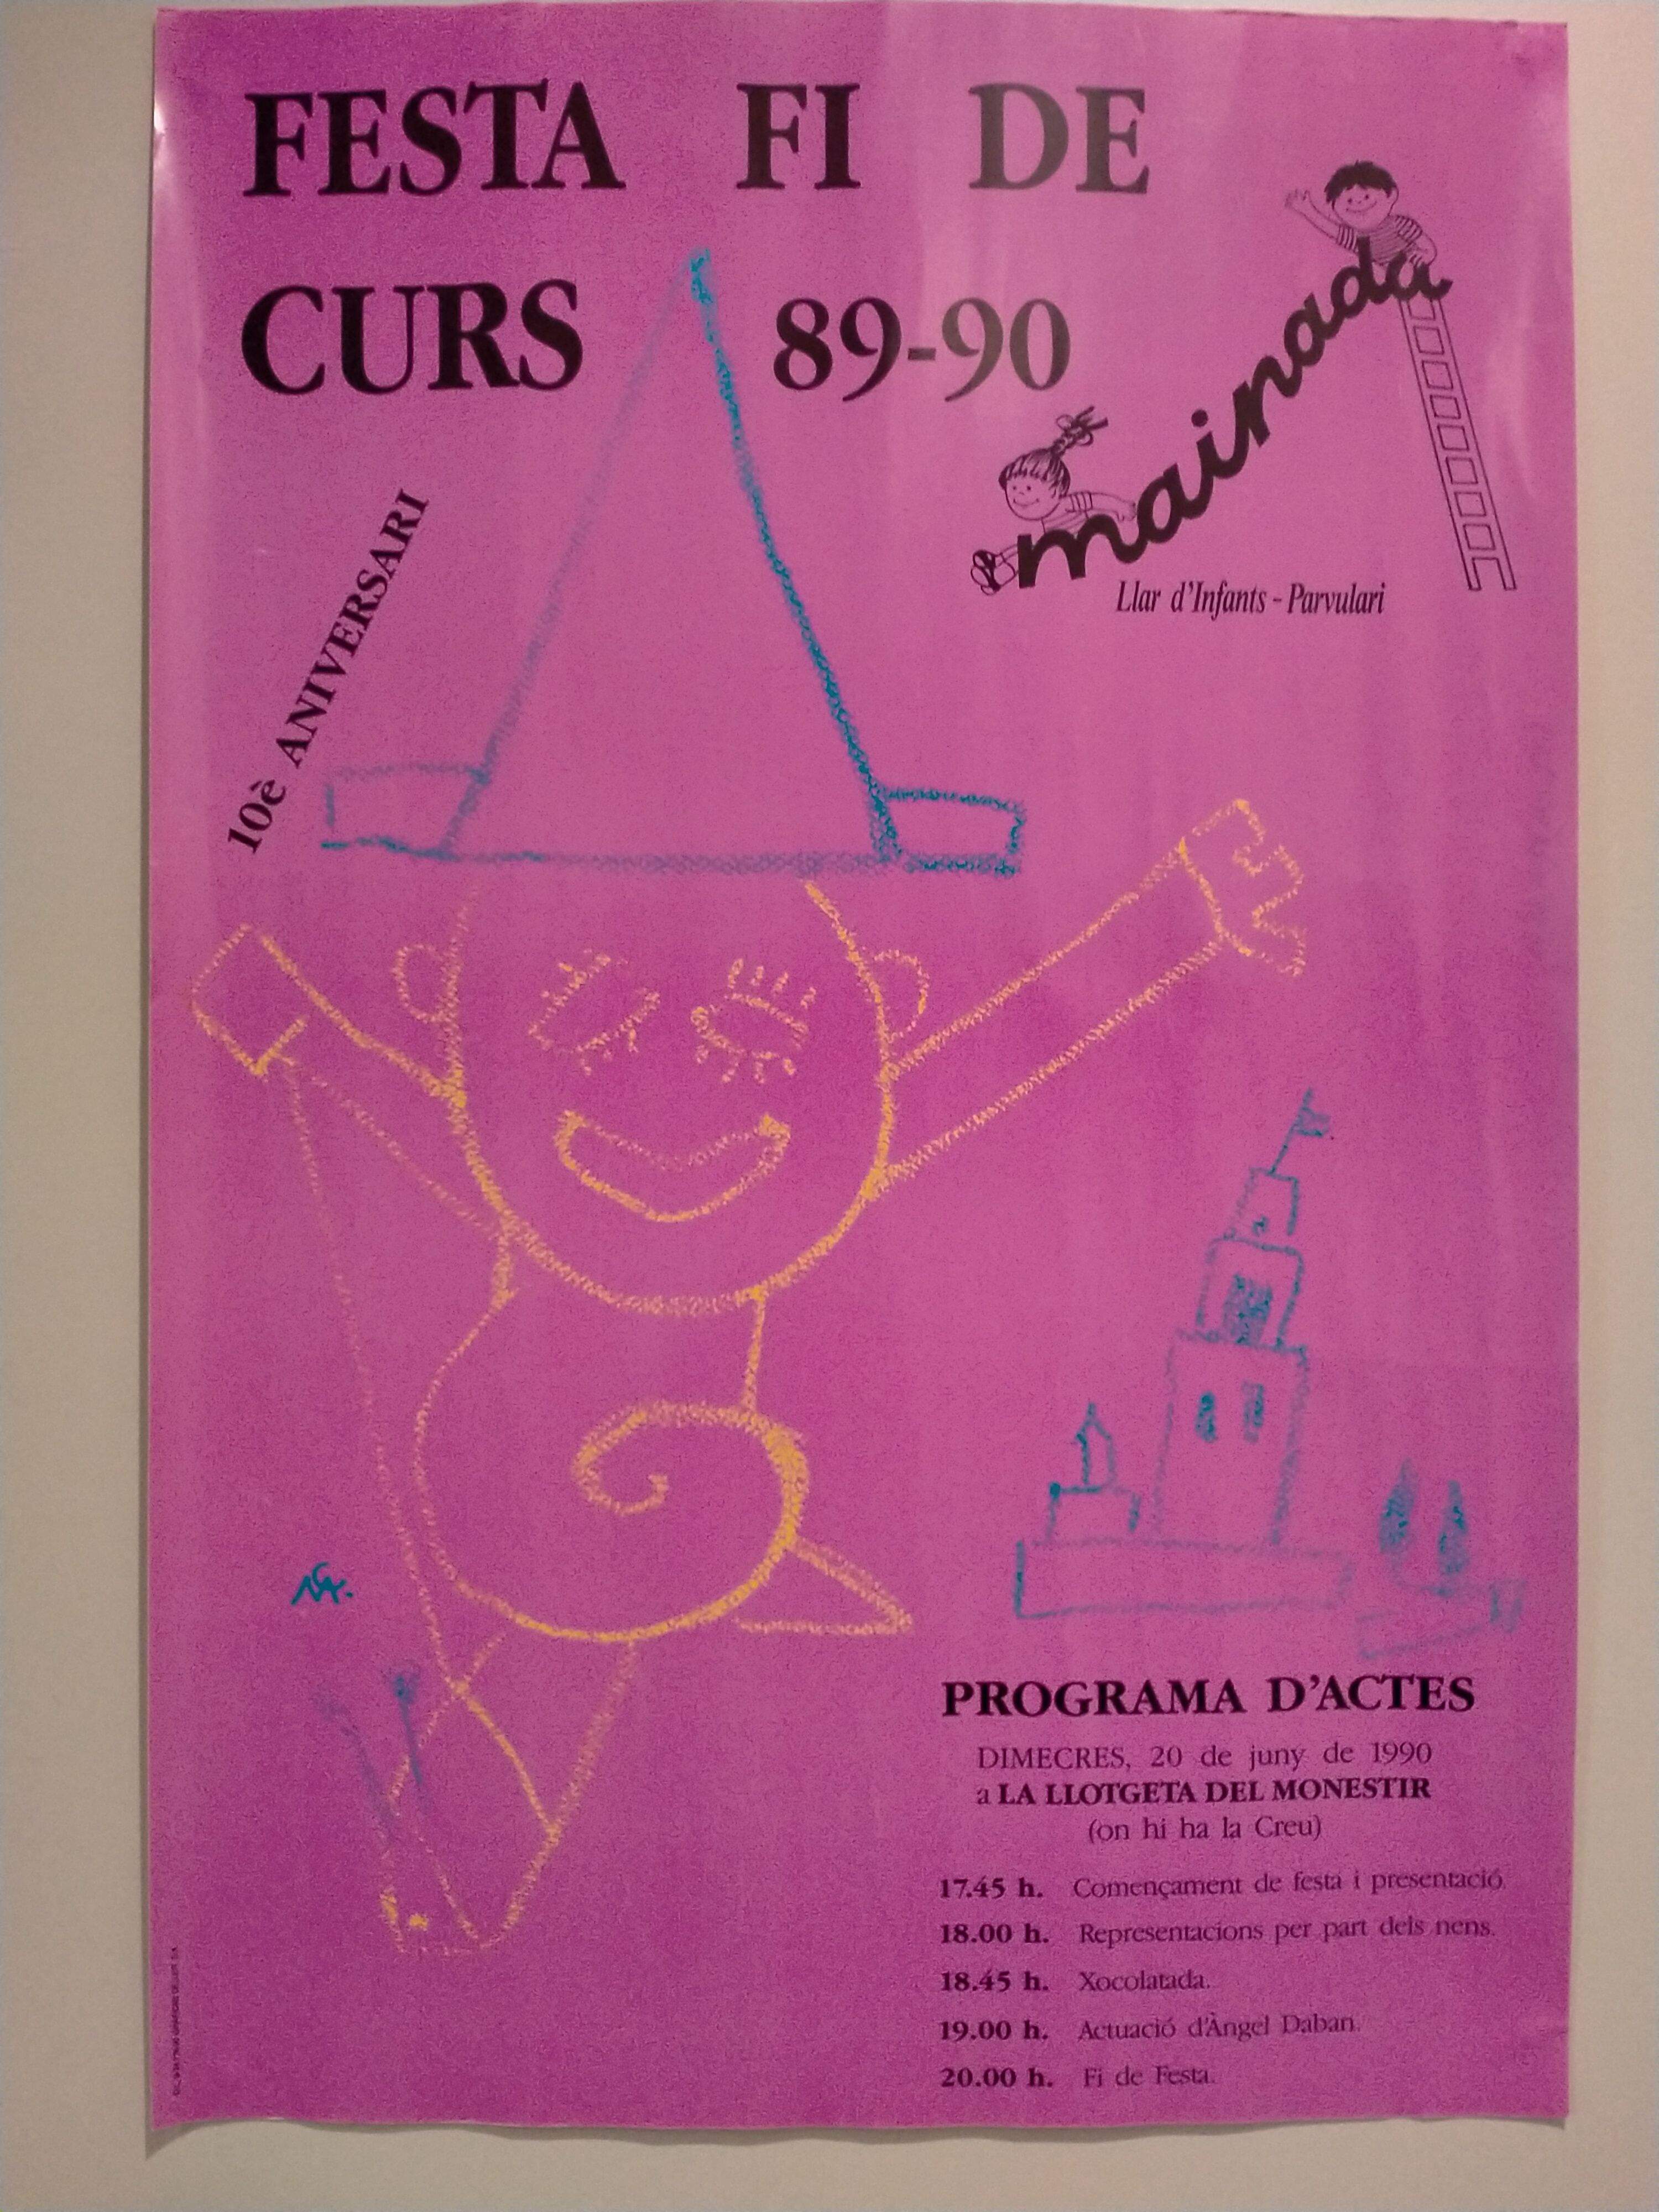 FESTA FI DE
CURS 89-90
10è ANIVERSARI
mainada
Llar d'Infants - Parvulari
PROGRAMA D'ACTES
DIMECRES, 20 de juny de 1990
a LA LLOTGETA DEL MONESTIR
(on hi ha la Creu)
17.45 h. Començament de festa i presentació.
18.00 h. Representacions per part dels nens.
18.45 h. Xocolatada.
19.00 h. Actuació d'Àngel Daban.
20.00 h. Fi de Festa.